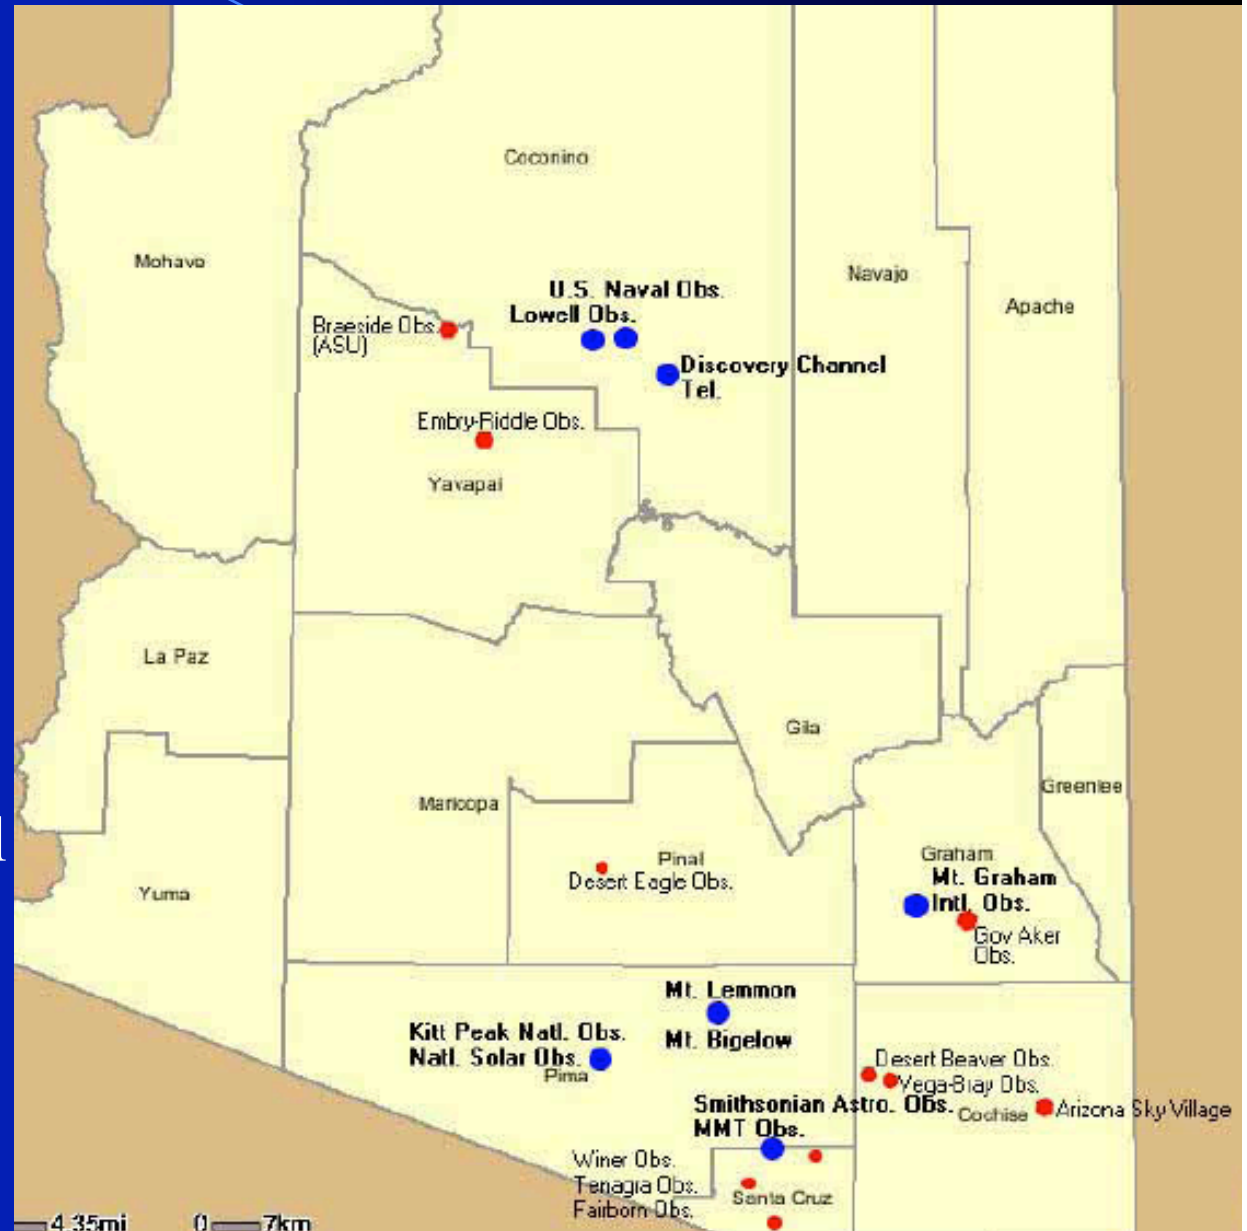 Coconino
Mohave
Navajo
Apache
U.S. Naval Obs.
Lowell Obs.
Braeside Obs.
(ASU)
Discovery Channel
Tel.
Embry-Riddle Obs.
Yavapai
La Paz
Gila
Greenlee
Maricopa
Pinal
Desert Eagle Obs.
Graham
Mt. Graham
Intl. Obs.
Yuma
Gov Aker
Obs.
Mt. Lemmon
Mt. Bigelow
Kitt Peak Natl. Obs.
Natl. Solar Obs.
Pima
Desert Beaver Obs.
Vega-Bray Obs.
Smithsonian Astro. Obs.
MMT Obs.
Cochise
Arizona Sky Village
Winer Obs.
Tenagra Obs.
Fairborn Obs.
Santa Cruz
4.35mi
0 7km